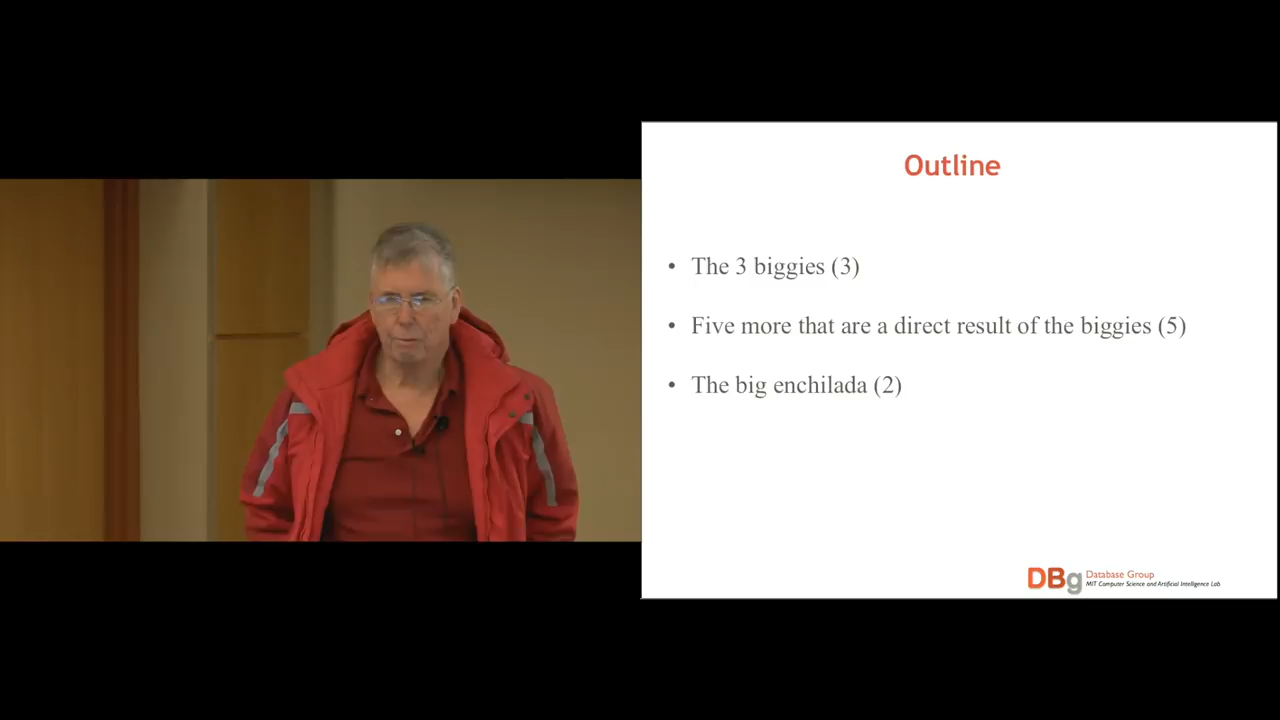 Outline
• The 3 biggies (3)
• Five more that are a direct result of the biggies (5)
• The big enchilada (2)
DBg Database Group
MIT Computer Science and Artificial Intelligence Lab